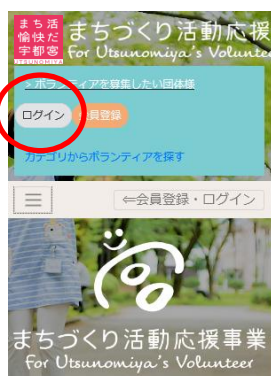 まち活
愉快だ
宇都宮
UTSUNOMIYA
まちづくり活動応援
For Utsunomiya's Volunte
> ボランティアを募集したい団体様
ログイン
会員登録
カテゴリからボランティアを探す
⇐会員登録・ログイン
まちづくり活動応援事業
For Utsunomiya's Volunteer